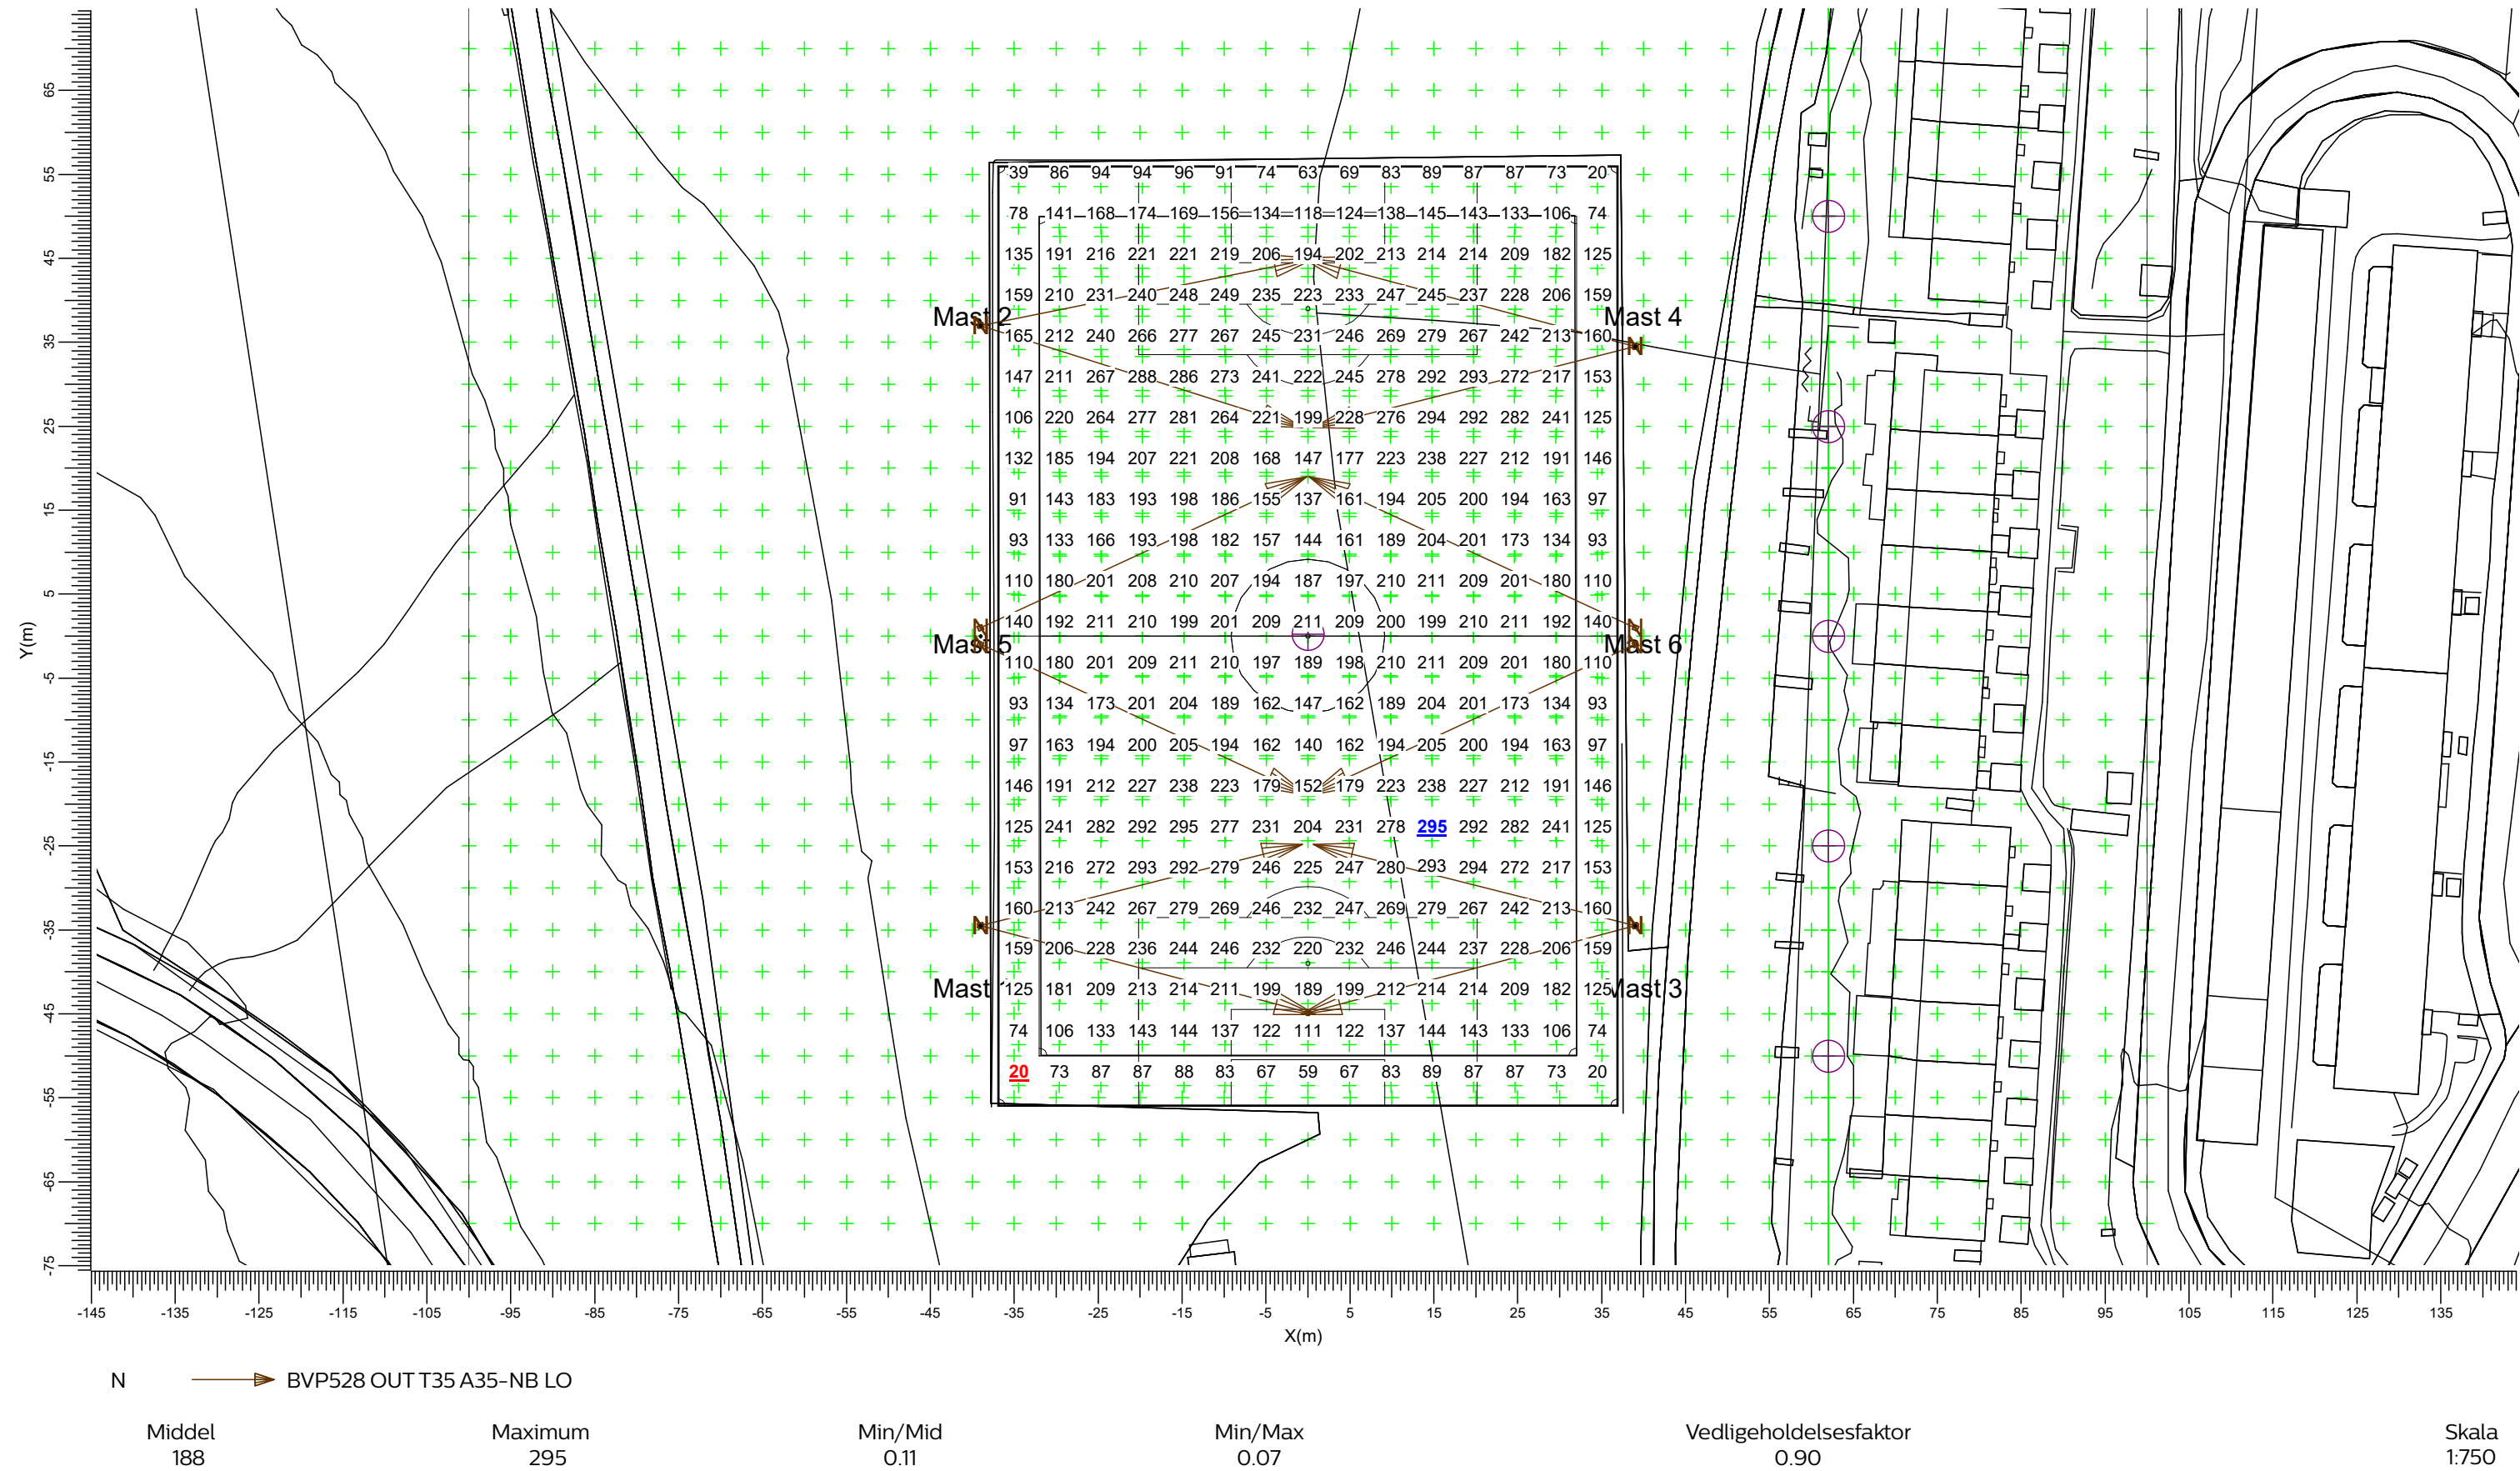 65
55
39 86 94 94 96 91 74 63 69 83 89 87 87 73 20
78 141 168 174 169 156 134 118 124 138 145 143 133 106 74
45
135 191 216 221 221 219 206 194 202 213 214 214 209 182 125
159 210 231 240 248 249 235 223 233 247 245 237 228 206 159
Mast 2 Mast 4
N
35
165 212 240 266 277 267 245 231 246 269 279 267 242 213 160
N
147 211 267 288 286 273 241 222 245 278 292 293 272 217 153
25
106 220 264 277 281 264 221 199 228 276 294 292 282 241 125
132 185 194 207 221 208 168 147 177 223 238 227 212 191 146
15
91 143 183 193 198 186 155 137 161 194 205 200 194 163 97
93 133 166 193 198 182 157 144 161 189 204 201 173 134 93
5
110 180 201 208 210 207 194 187 197 210 211 209 201 180 110
N N
140 192 211 210 199 201 209 211 209 200 199 210 211 192 140
Mast 5 Mast 6
N N
-5
110 180 201 209 211 210 197 189 198 210 211 209 201 180 110
93 134 173 201 204 189 162 147 162 189 204 201 173 134 93
-15
97 163 194 200 205 194 162 140 162 194 205 200 194 163 97
146 191 212 227 238 223 179 152 179 223 238 227 212 191 146
-25
125 241 282 292 295 277 231 204 231 278 295 292 282 241 125
153 216 272 293 292 279 246 225 247 280 293 294 272 217 153
160 213 242 267 279 269 246 232 247 269 279 267 242 213 160
-35
N N
159 206 228 236 244 246 232 220 232 246 244 237 228 206 159
Mast Mast 3
125 181 209 213 214 211 199 189 199 212 214 214 209 182 125
-45
74 106 133 143 144 137 122 111 122 137 144 143 133 106 74
20 73 87 87 88 83 67 59 67 83 89 87 87 73 20
-55
-65
-75
Y(m)
-145 -135 -125 -115 -105 -95 -85 -75 -65 -55 -45 -35 -25 -15 -5 5 15 25 35 45 55 65 75 85 95 105 115 125 135
X(m)
N BVP528 OUT T35 A35-NB LO
Middel Maximum Min/Mid Min/Max Vedligeholdelsesfaktor Skala
188 295 0.11 0.07 0.90 1:750